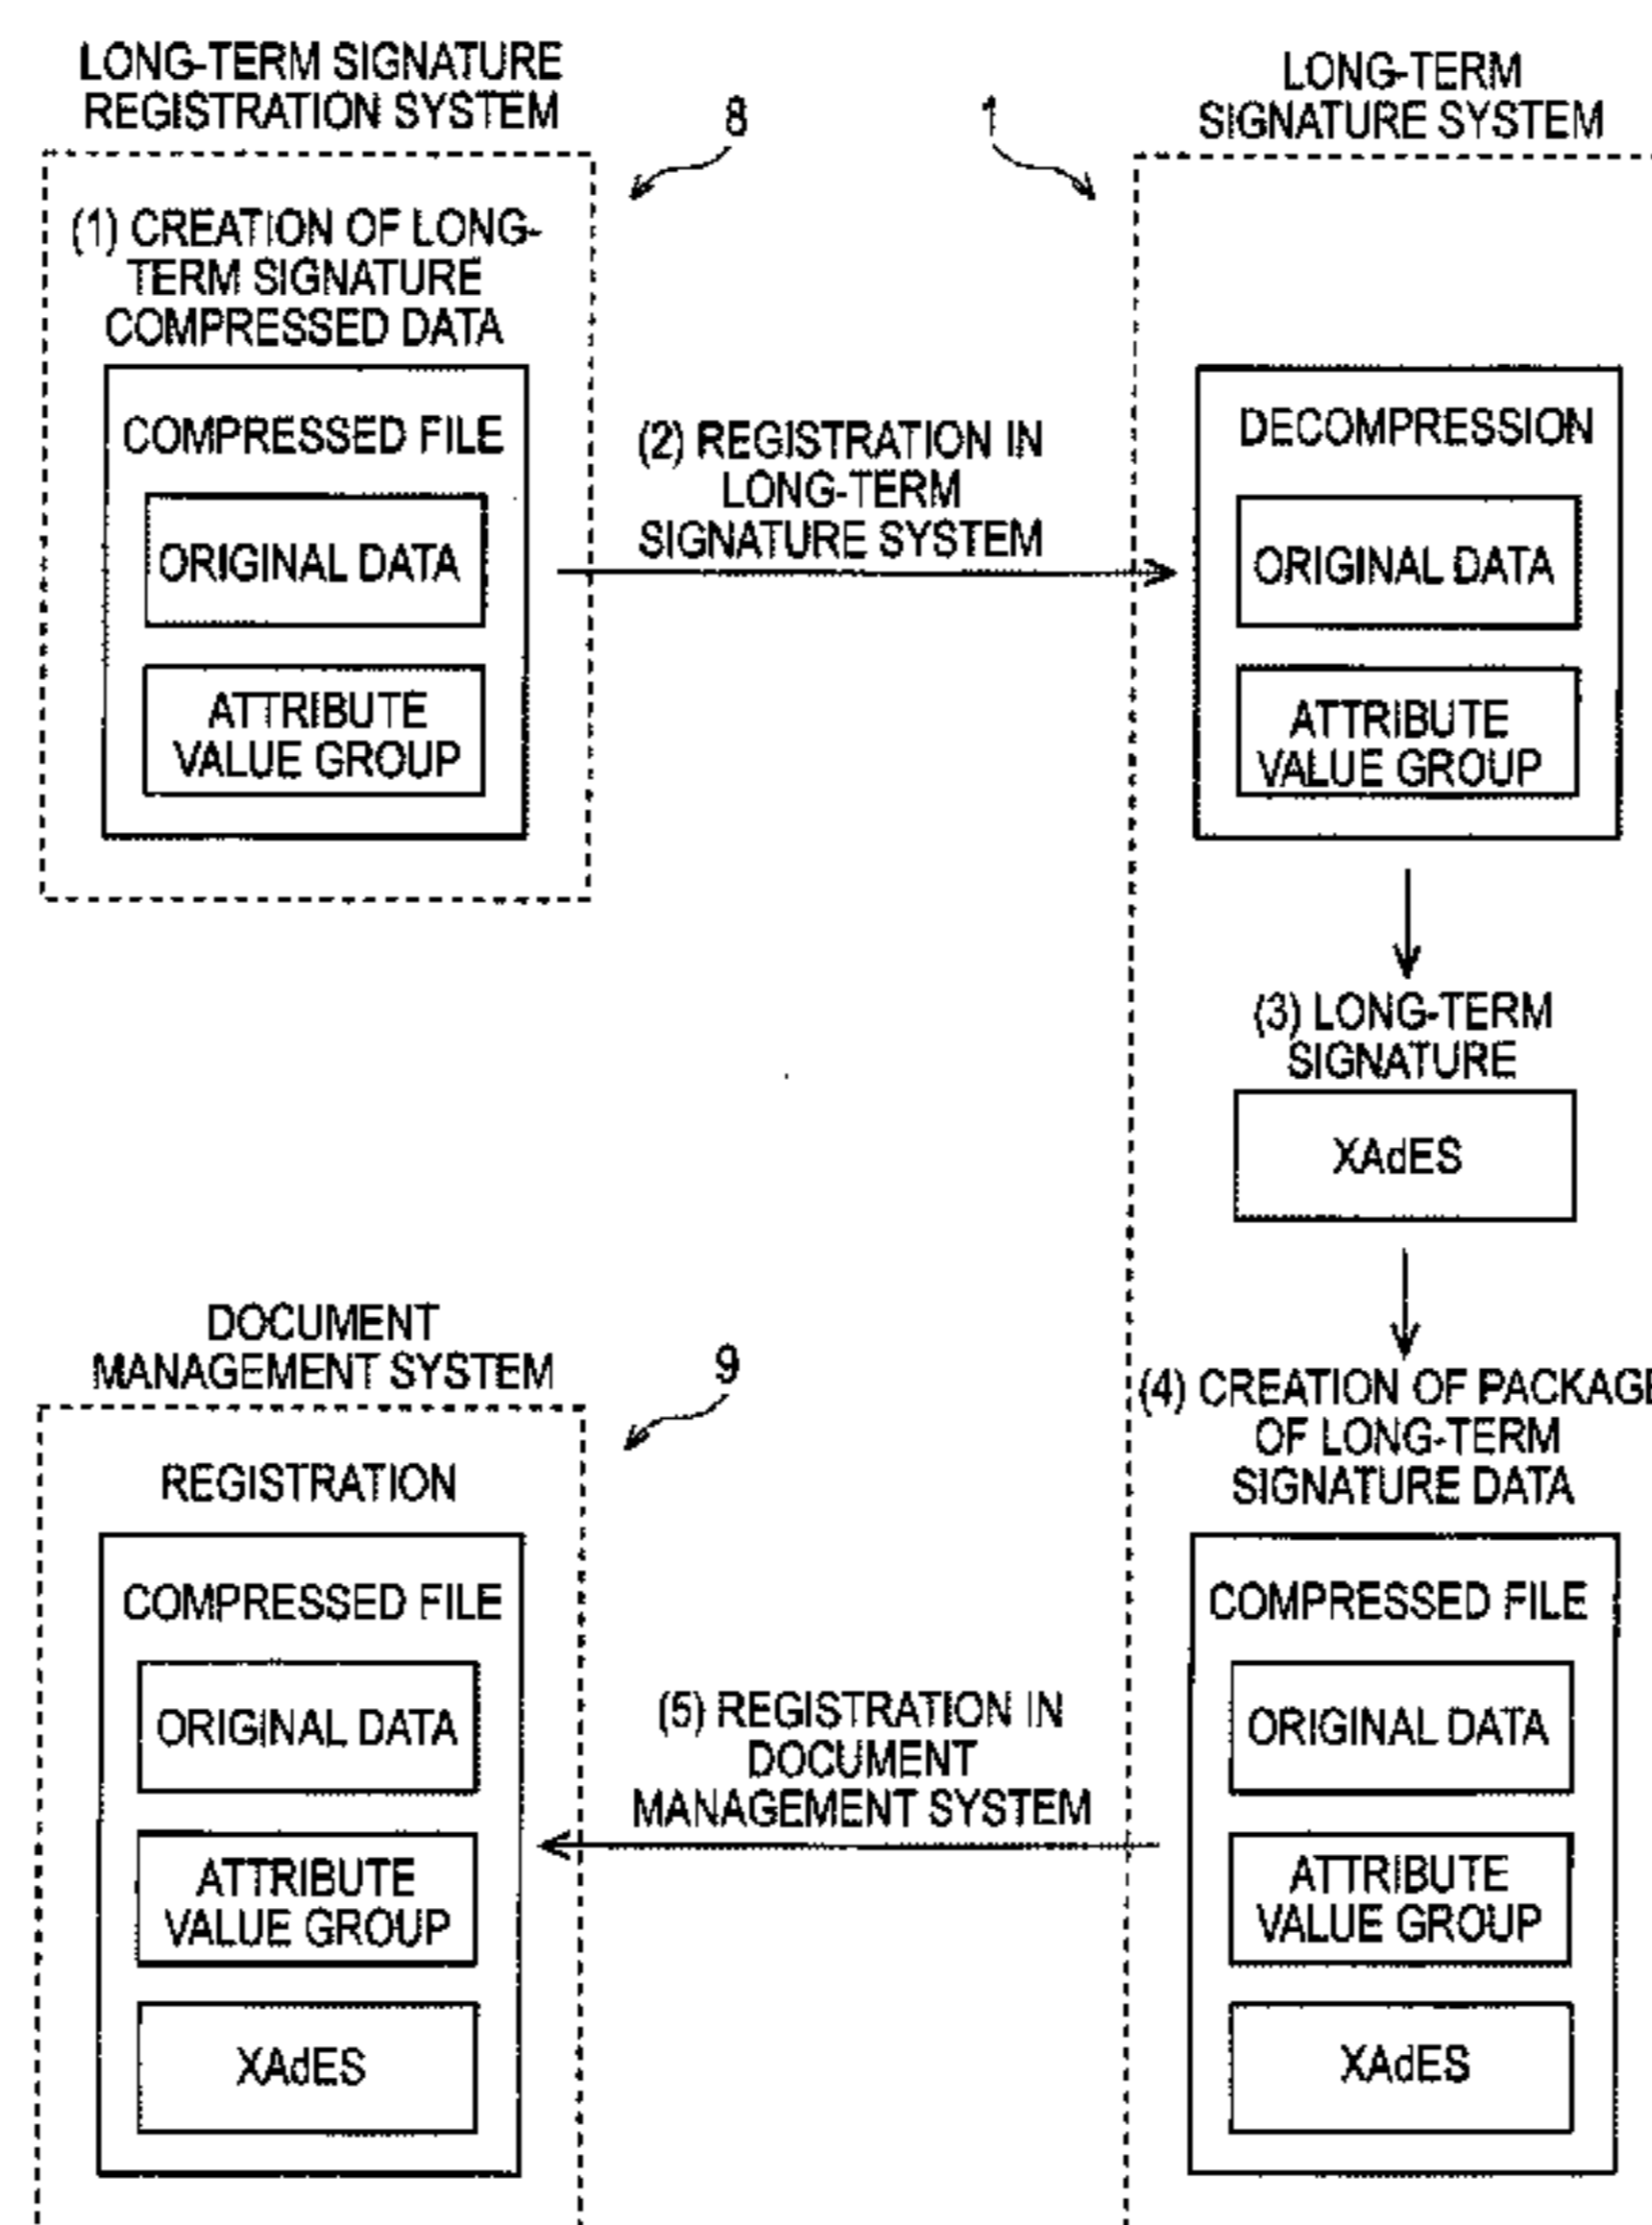 LONG-TERM SIGNATURE
REGISTRATION SYSTEM
8
(1) CREATION OF LONG-
TERM SIGNATURE
COMPRESSED DATA
COMPRESSED FILE
ORIGINAL DATA
ATTRIBUTE
VALUE GROUP
(2) REGISTRATION IN
LONG-TERM
SIGNATURE SYSTEM
1
LONG-TERM
SIGNATURE SYSTEM
DECOMPRESSION
ORIGINAL DATA
ATTRIBUTE
VALUE GROUP
(3) LONG-TERM
SIGNATURE
XAdES
(4) CREATION OF PACKAGE
OF LONG-TERM
SIGNATURE DATA
COMPRESSED FILE
ORIGINAL DATA
ATTRIBUTE
VALUE GROUP
XAdES
(5) REGISTRATION IN
DOCUMENT
MANAGEMENT SYSTEM
DOCUMENT
MANAGEMENT SYSTEM
9
REGISTRATION
COMPRESSED FILE
ORIGINAL DATA
ATTRIBUTE
VALUE GROUP
XAdES